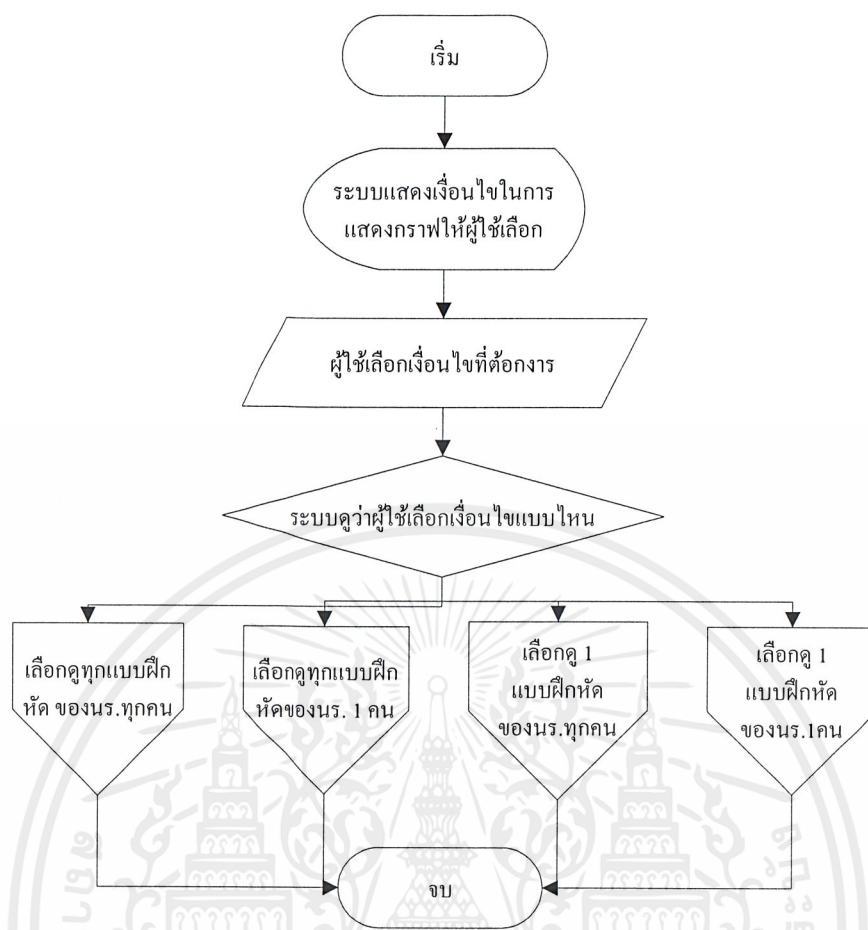 เริ่ม
ระบบแสดงเงื่อนไขในการ
แสดงกราฟให้ผู้ใช้เลือก
ผู้ใช้เลือกเงื่อนไขที่ต้อกงาร
ระบบดูว่าผู้ใช้เลือกเงื่อนไขแบบไหน
เลือกดูทุกแบบฝึก
หัด ของนร.ทุกคน
เลือกดูทุกแบบฝึก
หัดของนร. 1 คน
เลือกดู 1
แบบฝึกหัด
ของนร.ทุกคน
เลือกดู 1
แบบฝึกหัด
ของนร.1คน
จบ